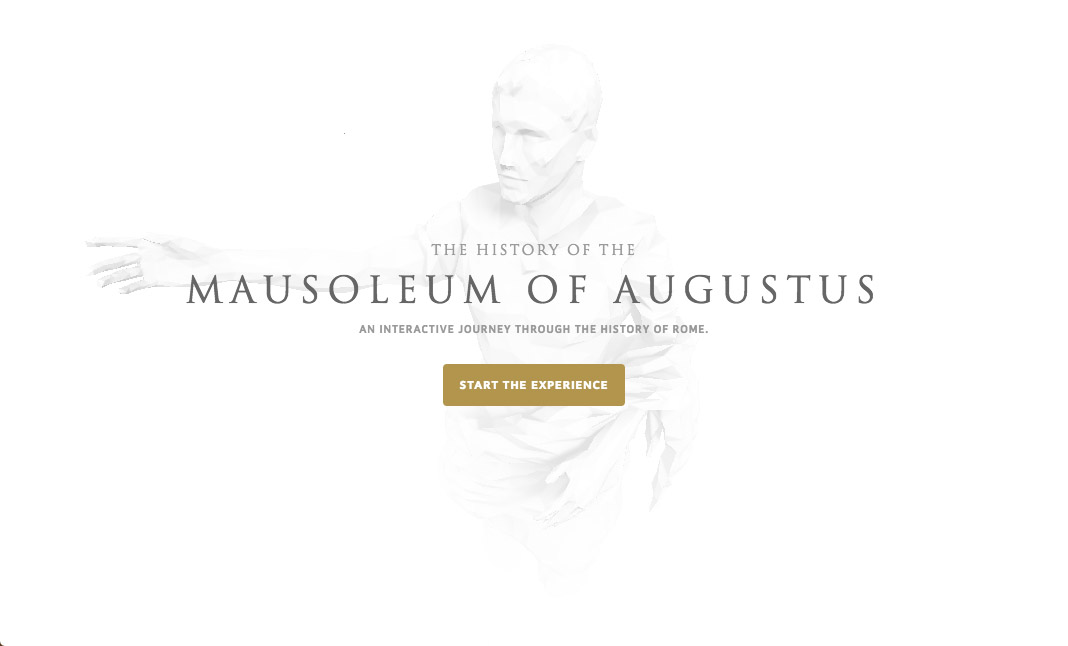 THE HISTORY OF THE
MAUSOLEUM OF AUGUSTUS
AN INTERACTIVE JOURNEY THROUGH THE HISTORY OF ROME.
START THE EXPERIENCE